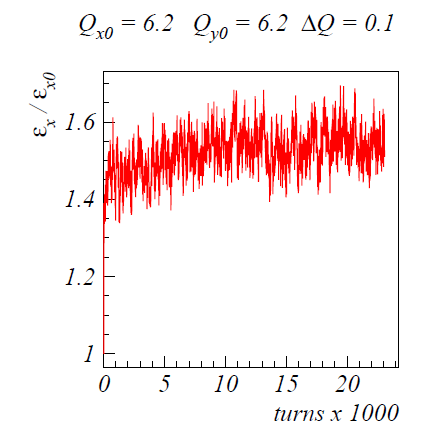 Qx0 = 6.2 Qy0 = 6.2 ΔQ = 0.1
εx / εx0
1.6
1.4
1.2
1
0 5 10 15 20
turns x 1000